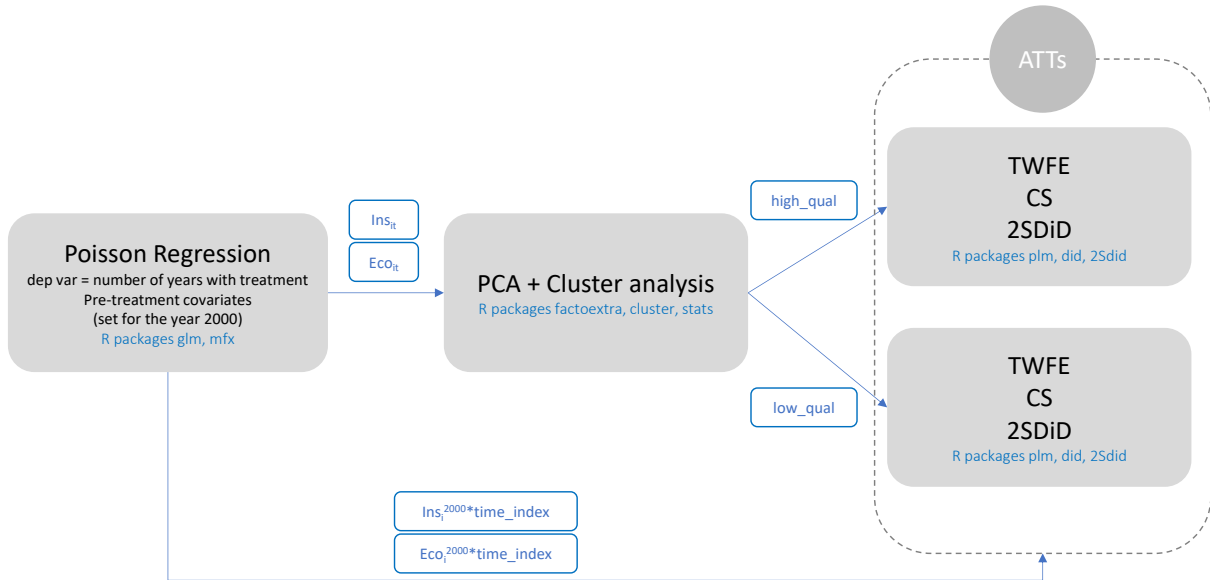 ATTs
TWFE
CS
2SDiD
R packages plm, did, 2Sdid
high_qual
Ins_it
Eco_it
Poisson Regression
dep var = number of years with treatment
Pre-treatment covariates
(set for the year 2000)
R packages glm, mfx
PCA + Cluster analysis
R packages factoextra, cluster, stats
low_qual
TWFE
CS
2SDiD
R packages plm, did, 2Sdid
Ins_i^2000*time_index
Eco_i^2000*time_index